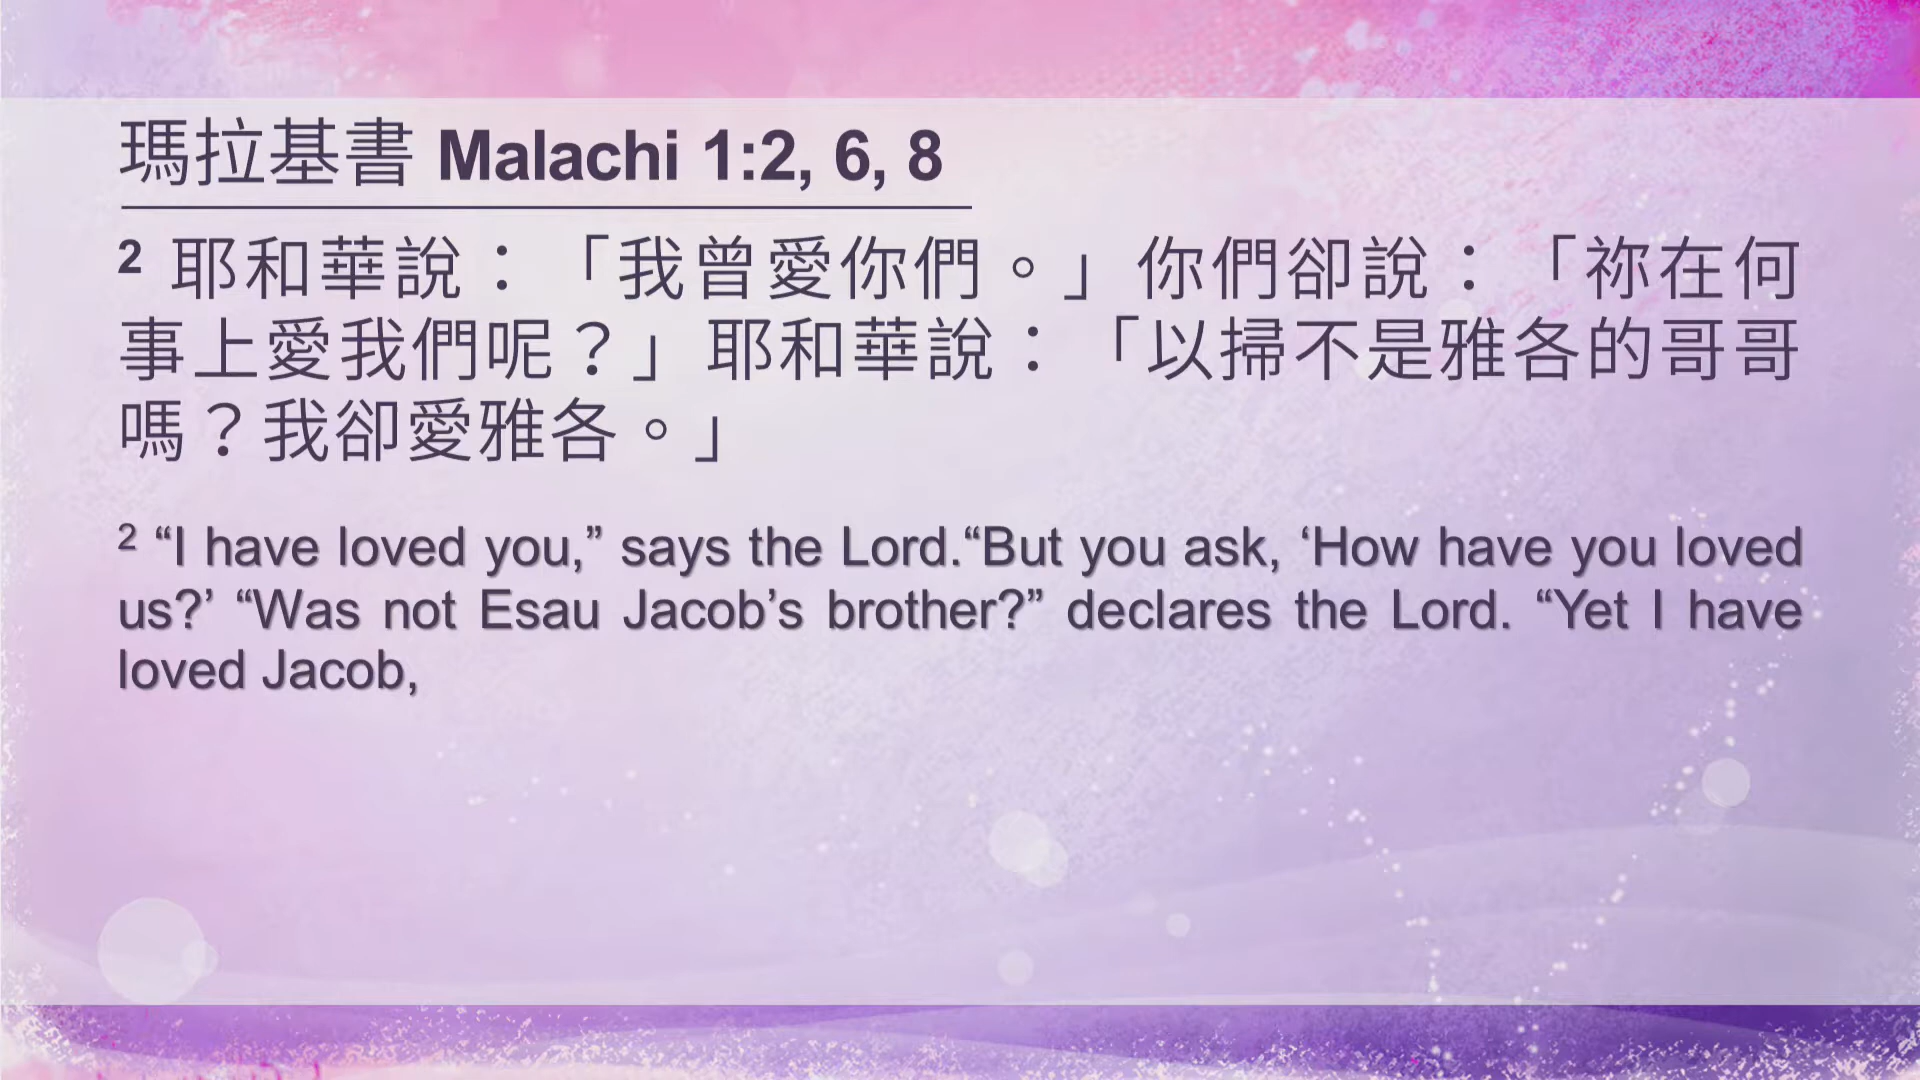 瑪拉基書 Malachi 1:2, 6, 8
2 耶和華說：「我曾愛你們。」你們卻說：「祢在何
事上愛我們呢？」耶和華說：「以掃不是雅各的哥哥
嗎？我卻愛雅各。」
2 “I have loved you,” says the Lord.“But you ask, ‘How have you loved
us?’ “Was not Esau Jacob’s brother?” declares the Lord. “Yet I have
loved Jacob,